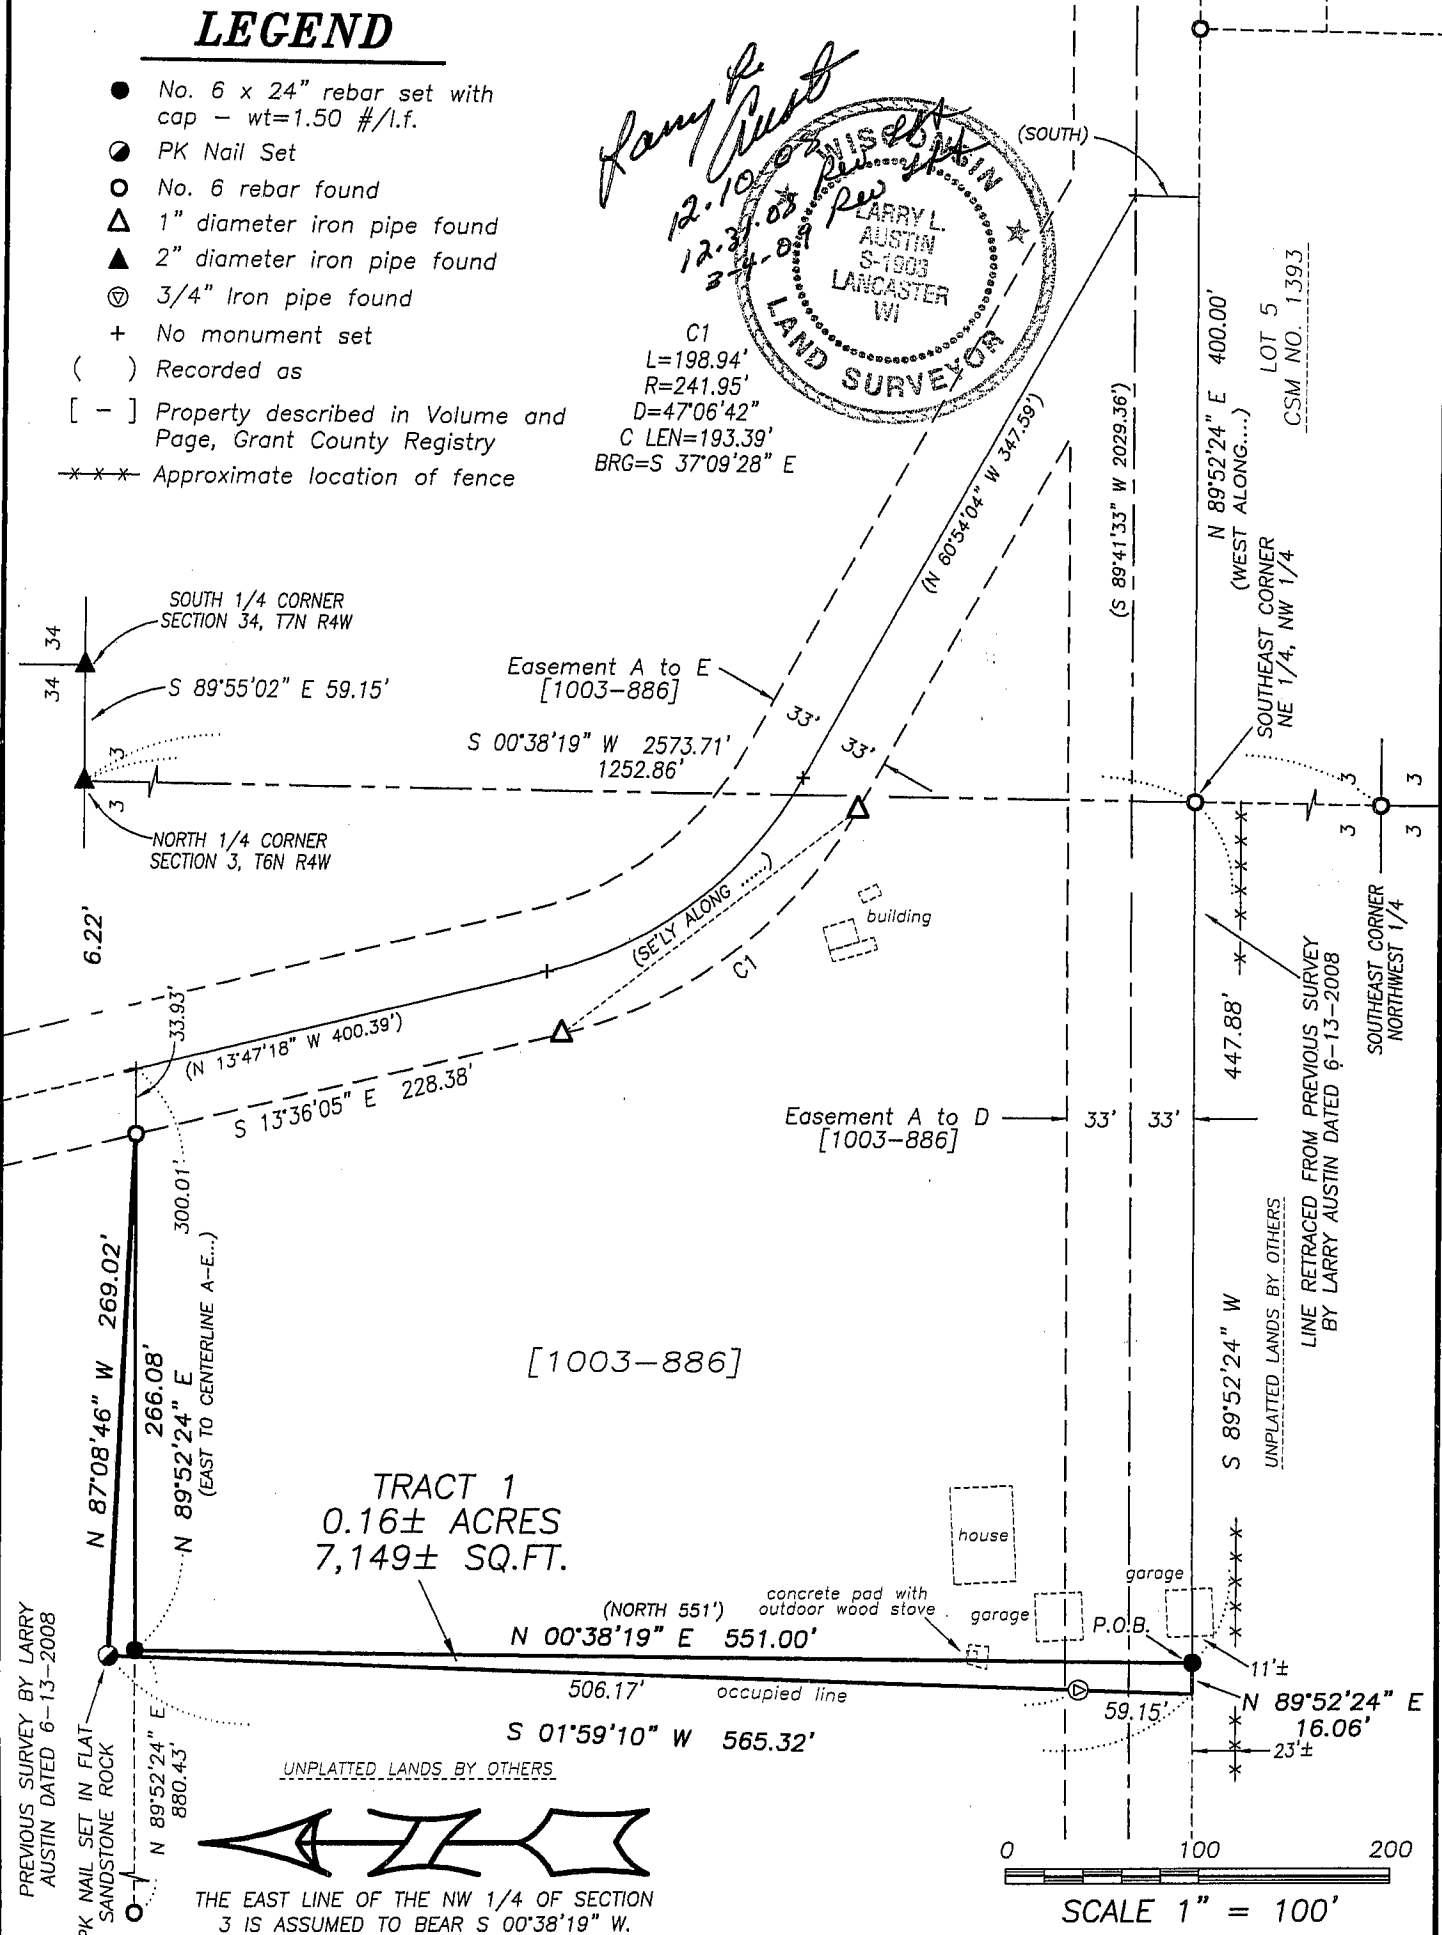 LEGEND
No. 6 x 24" rebar set with
cap - wt=1.50 #/l.f.
PK Nail Set
No. 6 rebar found
1" diameter iron pipe found
2" diameter iron pipe found
3/4" Iron pipe found
+ No monument set
( ) Recorded as
[ - ] Property described in Volume and
Page, Grant County Registry
-x-x-x- Approximate location of fence
Larry L. Austin
12.10.08
12.31.08 Rev
3-4-09 Rev
WISCONSIN
LARRY L.
AUSTIN
S-1903
LANCASTER
WI
LAND SURVEYOR
C1
L=198.94'
R=241.95'
D=47°06'42"
C LEN=193.39'
BRG=S 37°09'28" E
(SOUTH)
(N 60°54'04" W 347.59')
(S 89°41'33" W 2029.36')
N 89°52'24" E 400.00'
(WEST ALONG....)
LOT 5
CSM NO. 1393
SOUTHEAST CORNER
NE 1/4, NW 1/4
SOUTH 1/4 CORNER
SECTION 34, T7N R4W
34
34
S 89°55'02" E 59.15'
3
3
NORTH 1/4 CORNER
SECTION 3, T6N R4W
Easement A to E
[1003-886]
33'
33'
S 00°38'19" W 2573.71'
1252.86'
3
3
3
3
SOUTHEAST CORNER
NORTHWEST 1/4
6.22'
33.93'
(N 13°47'18" W 400.39')
S 13°36'05" E 228.38'
(SE'LY ALONG .....)
C1
building
447.88'
LINE RETRACED FROM PREVIOUS SURVEY
BY LARRY AUSTIN DATED 6-13-2008
Easement A to D
[1003-886]
33'
33'
300.01'
N 87°08'46" W 269.02'
266.08'
N 89°52'24" E
(EAST TO CENTERLINE A-E...)
[1003-886]
S 89°52'24" W
UNPLATTED LANDS BY OTHERS
TRACT 1
0.16± ACRES
7,149± SQ.FT.
house
garage
garage
concrete pad with
outdoor wood stove
P.O.B.
(NORTH 551')
N 00°38'19" E 551.00'
506.17'
occupied line
59.15'
S 01°59'10" W 565.32'
11'±
N 89°52'24" E
16.06'
23'±
PREVIOUS SURVEY BY LARRY
AUSTIN DATED 6-13-2008
PK NAIL SET IN FLAT
SANDSTONE ROCK
N 89°52'24" E
880.43'
UNPLATTED LANDS BY OTHERS
THE EAST LINE OF THE NW 1/4 OF SECTION
3 IS ASSUMED TO BEAR S 00°38'19" W.
0 100 200
SCALE 1" = 100'